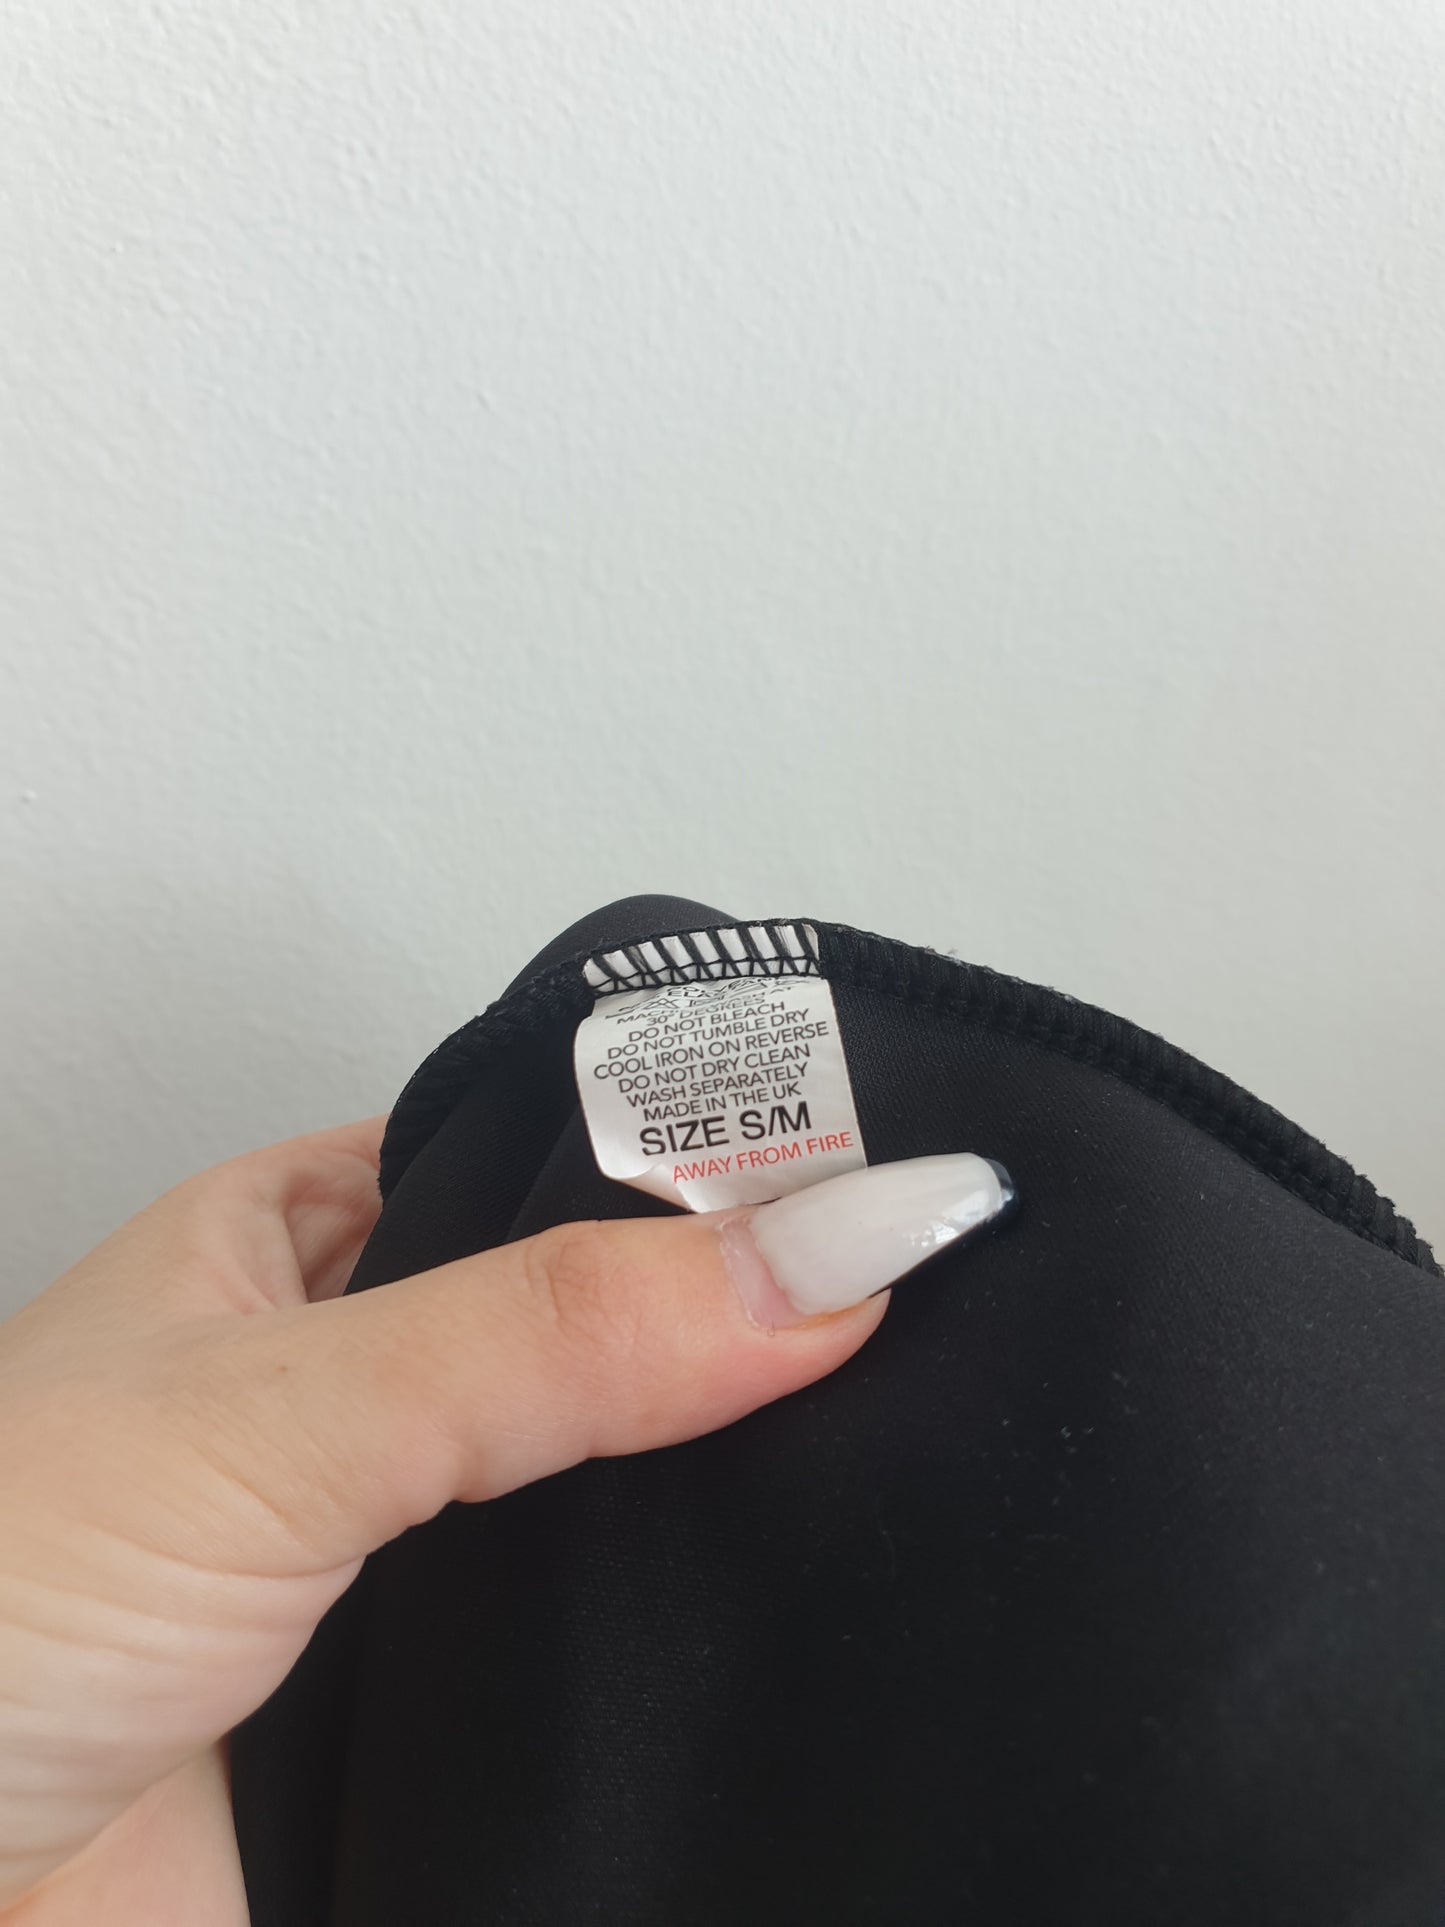 30° DEGREES
DO NOT BLEACH
DO NOT TUMBLE DRY
COOL IRON ON REVERSE
DO NOT DRY CLEAN
WASH SEPARATELY
MADE IN THE UK
SIZE S/M
AWAY FROM FIRE